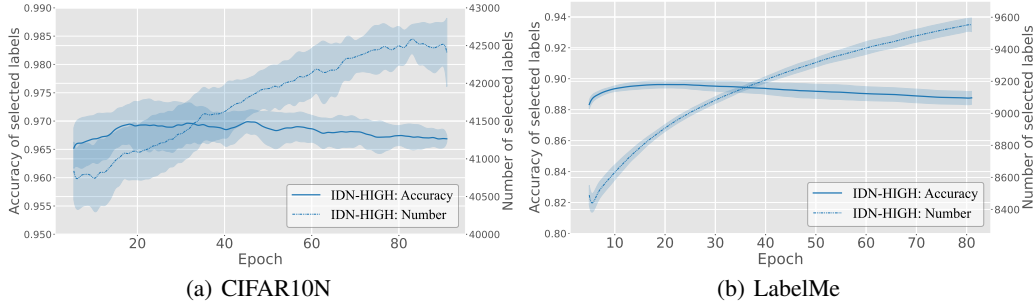 0.990
0.985
0.980
0.975
0.970
0.965
0.960
0.955
0.950
Accuracy of selected labels
43000
42500
42000
41500
41000
40500
40000
Number of selected labels
IDN-HIGH: Accuracy
IDN-HIGH: Number
20 40 60 80
Epoch
(a) CIFAR10N
0.94
0.92
0.90
0.88
0.86
0.84
0.82
0.80
Accuracy of selected labels
9600
9400
9200
9000
8800
8600
8400
Number of selected labels
IDN-HIGH: Accuracy
IDN-HIGH: Number
10 20 30 40 50 60 70 80
Epoch
(b) LabelMe